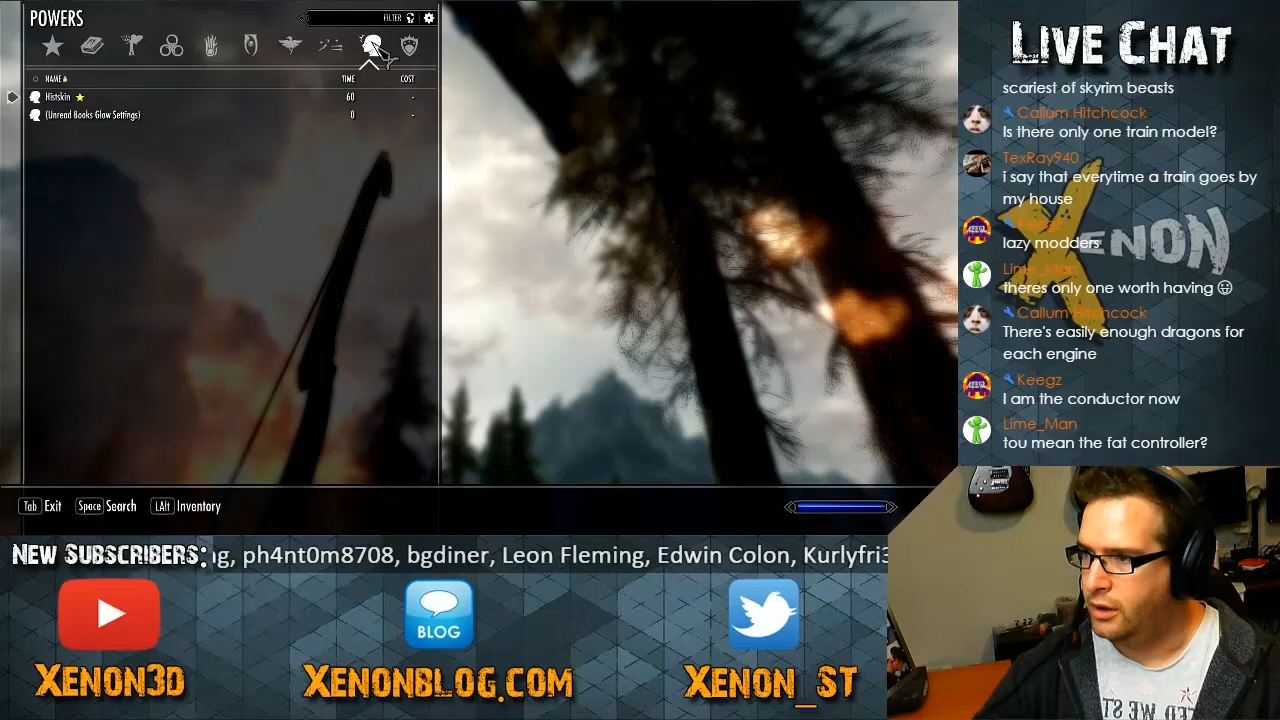 POWERS
FILTER
NAME TIME COST
Histskin 60 -
(Unread Books Glow Settings) 0 -
Tab Exit Space Search LAlt Inventory
LIVE CHAT
scariest of skyrim beasts
Callum Hitchcock
Is there only one train model?
TexRay940
i say that everytime a train goes by
my house
lazy modders
Lime_Man
theres only one worth having
Callum Hitchcock
There's easily enough dragons for
each engine
Keegz
I am the conductor now
Lime_Man
tou mean the fat controller?
XENON
NEW SUBSCRIBERS: g, ph4nt0m8708, bgdiner, Leon Fleming, Edwin Colon, Kurlyfri3
BLOG
XENON3D
XENONBLOG.COM
XENON_ST